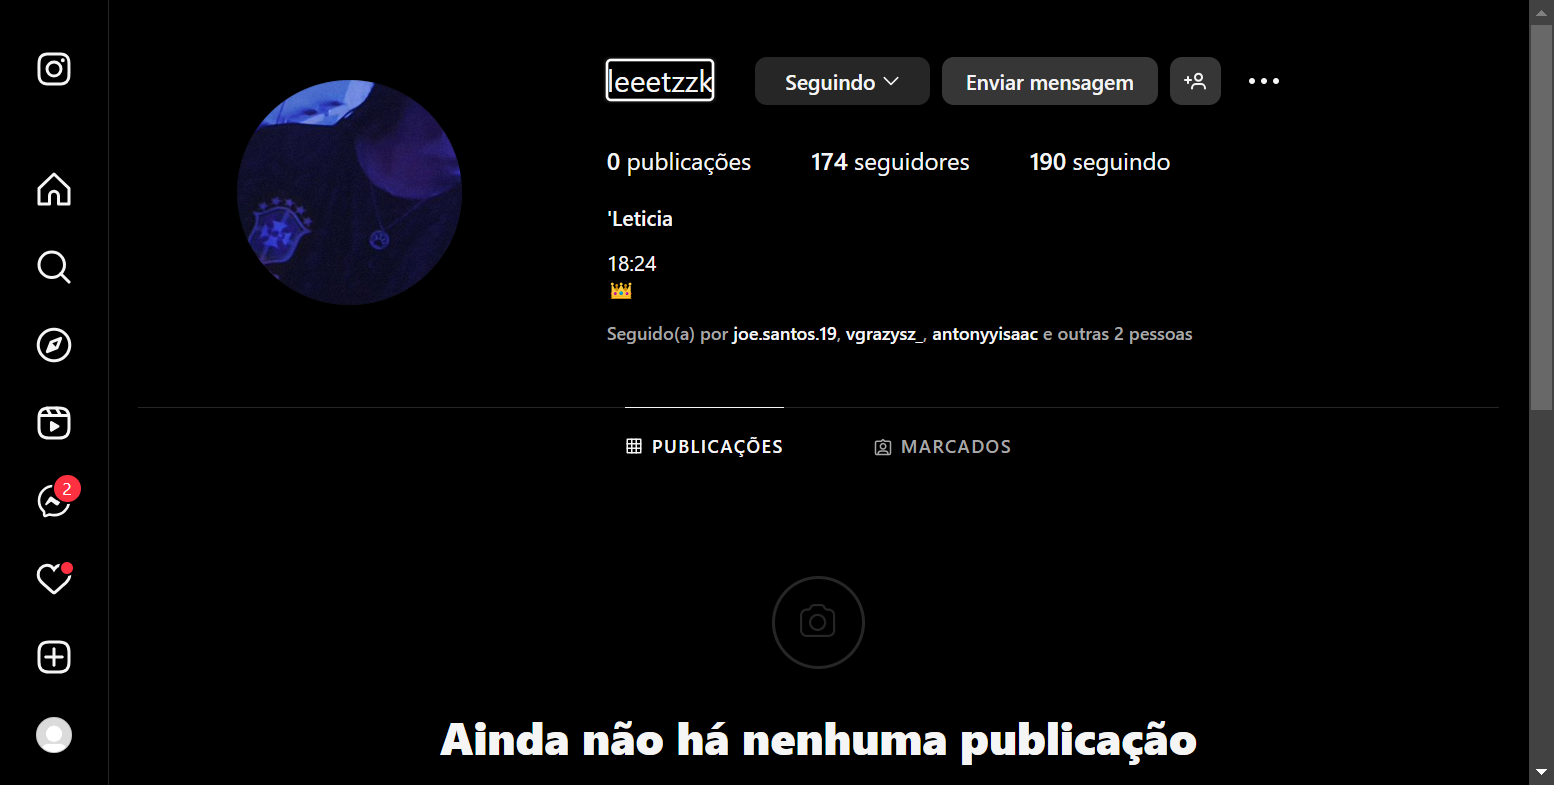 leeetzzk
Seguindo
Enviar mensagem
0 publicações
174 seguidores
190 seguindo
'Leticia
18:24
👑
Seguido(a) por joe.santos.19, vgrazysz_, antonyyisaac e outras 2 pessoas
PUBLICAÇÕES
MARCADOS
2
Ainda não há nenhuma publicação